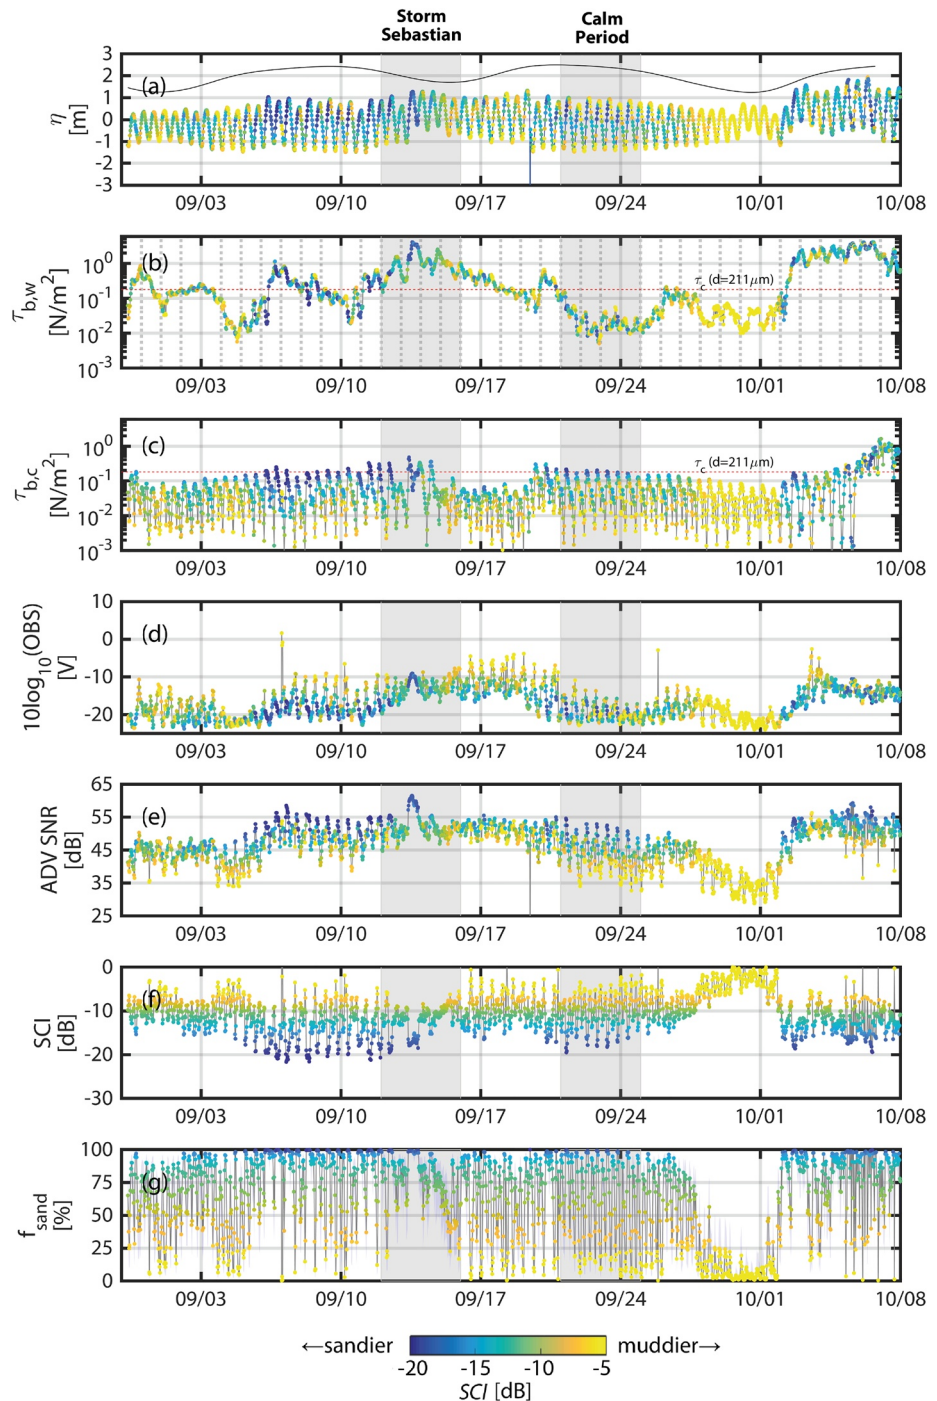 Storm
Sebastian
Calm
Period
(a)
η
[m]
3
2
1
0
-1
-2
-3
09/03 09/10 09/17 09/24 10/01 10/08
(b)
τb,w
[N/m²]
10⁰
10⁻¹
10⁻²
10⁻³
τc (d=211μm)
09/03 09/10 09/17 09/24 10/01 10/08
(c)
τb,c
[N/m²]
10⁰
10⁻¹
10⁻²
10⁻³
τc (d=211μm)
09/03 09/10 09/17 09/24 10/01 10/08
(d)
10log₁₀(OBS)
[V]
10
0
-10
-20
09/03 09/10 09/17 09/24 10/01 10/08
(e)
ADV SNR
[dB]
65
55
45
35
25
09/03 09/10 09/17 09/24 10/01 10/08
(f)
SCI
[dB]
0
-10
-20
-30
09/03 09/10 09/17 09/24 10/01 10/08
(g)
fsand
[%]
100
75
50
25
0
09/03 09/10 09/17 09/24 10/01 10/08
←sandier muddier→
-20 -15 -10 -5
SCI [dB]